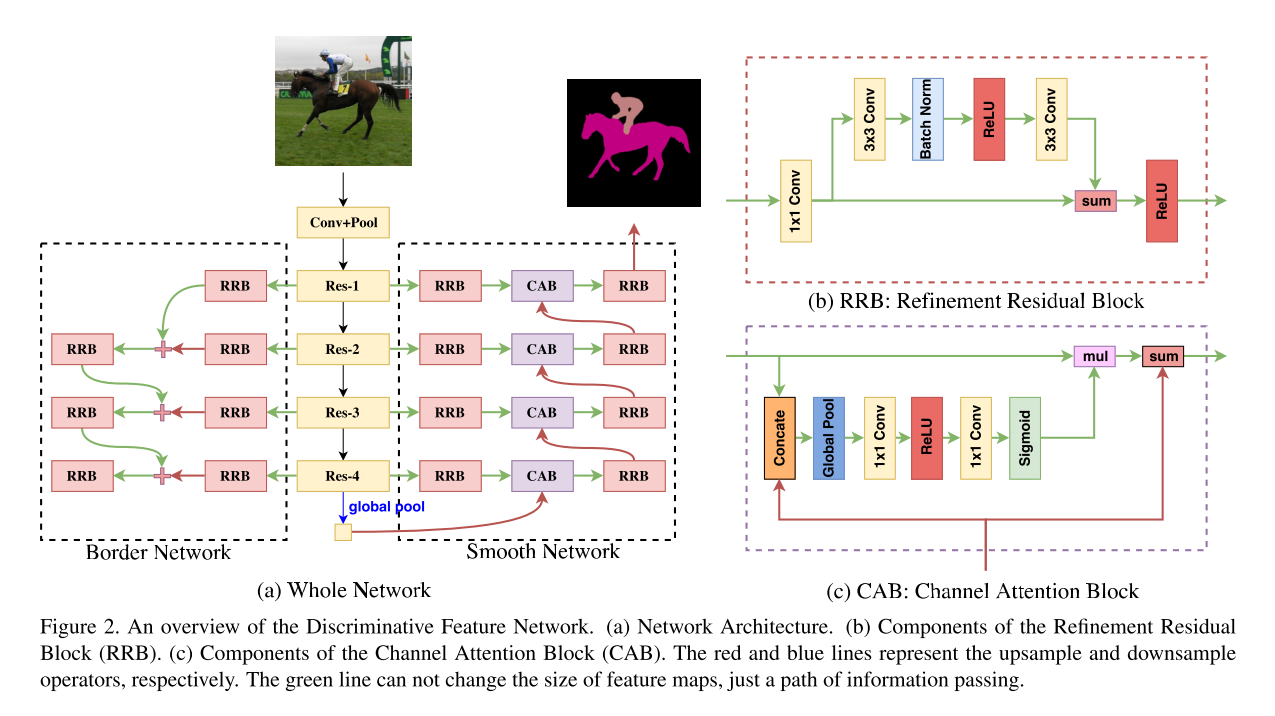 Conv+Pool
RRB Res-1 RRB CAB RRB
RRB RRB Res-2 RRB CAB RRB
RRB RRB Res-3 RRB CAB RRB
RRB RRB Res-4 RRB CAB RRB
global pool
Border Network
Smooth Network
(a) Whole Network
1x1 Conv
3x3 Conv
Batch Norm
ReLU
3x3 Conv
sum
ReLU
(b) RRB: Refinement Residual Block
mul
sum
Concate
Global Pool
1x1 Conv
ReLU
1x1 Conv
Sigmoid
(c) CAB: Channel Attention Block
Figure 2. An overview of the Discriminative Feature Network. (a) Network Architecture. (b) Components of the Refinement Residual
Block (RRB). (c) Components of the Channel Attention Block (CAB). The red and blue lines represent the upsample and downsample
operators, respectively. The green line can not change the size of feature maps, just a path of information passing.